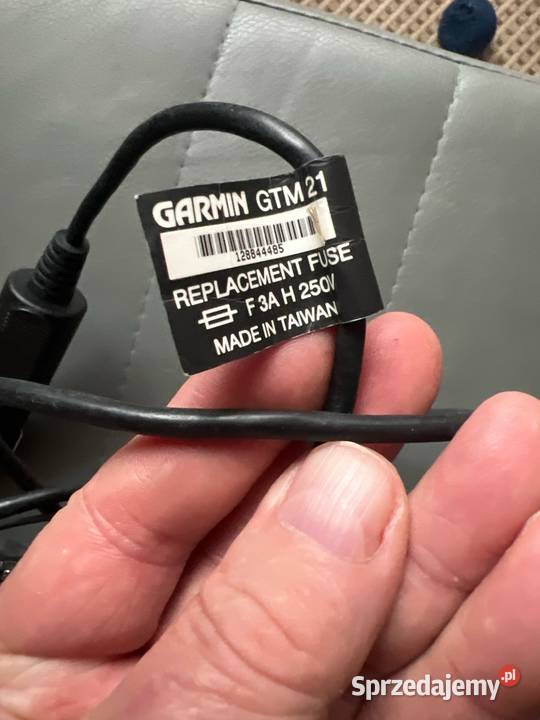 GARMIN GTM 21
128844485
REPLACEMENT FUSE
F 3A H 250V
MADE IN TAIWAN
Sprzedajemy.pl